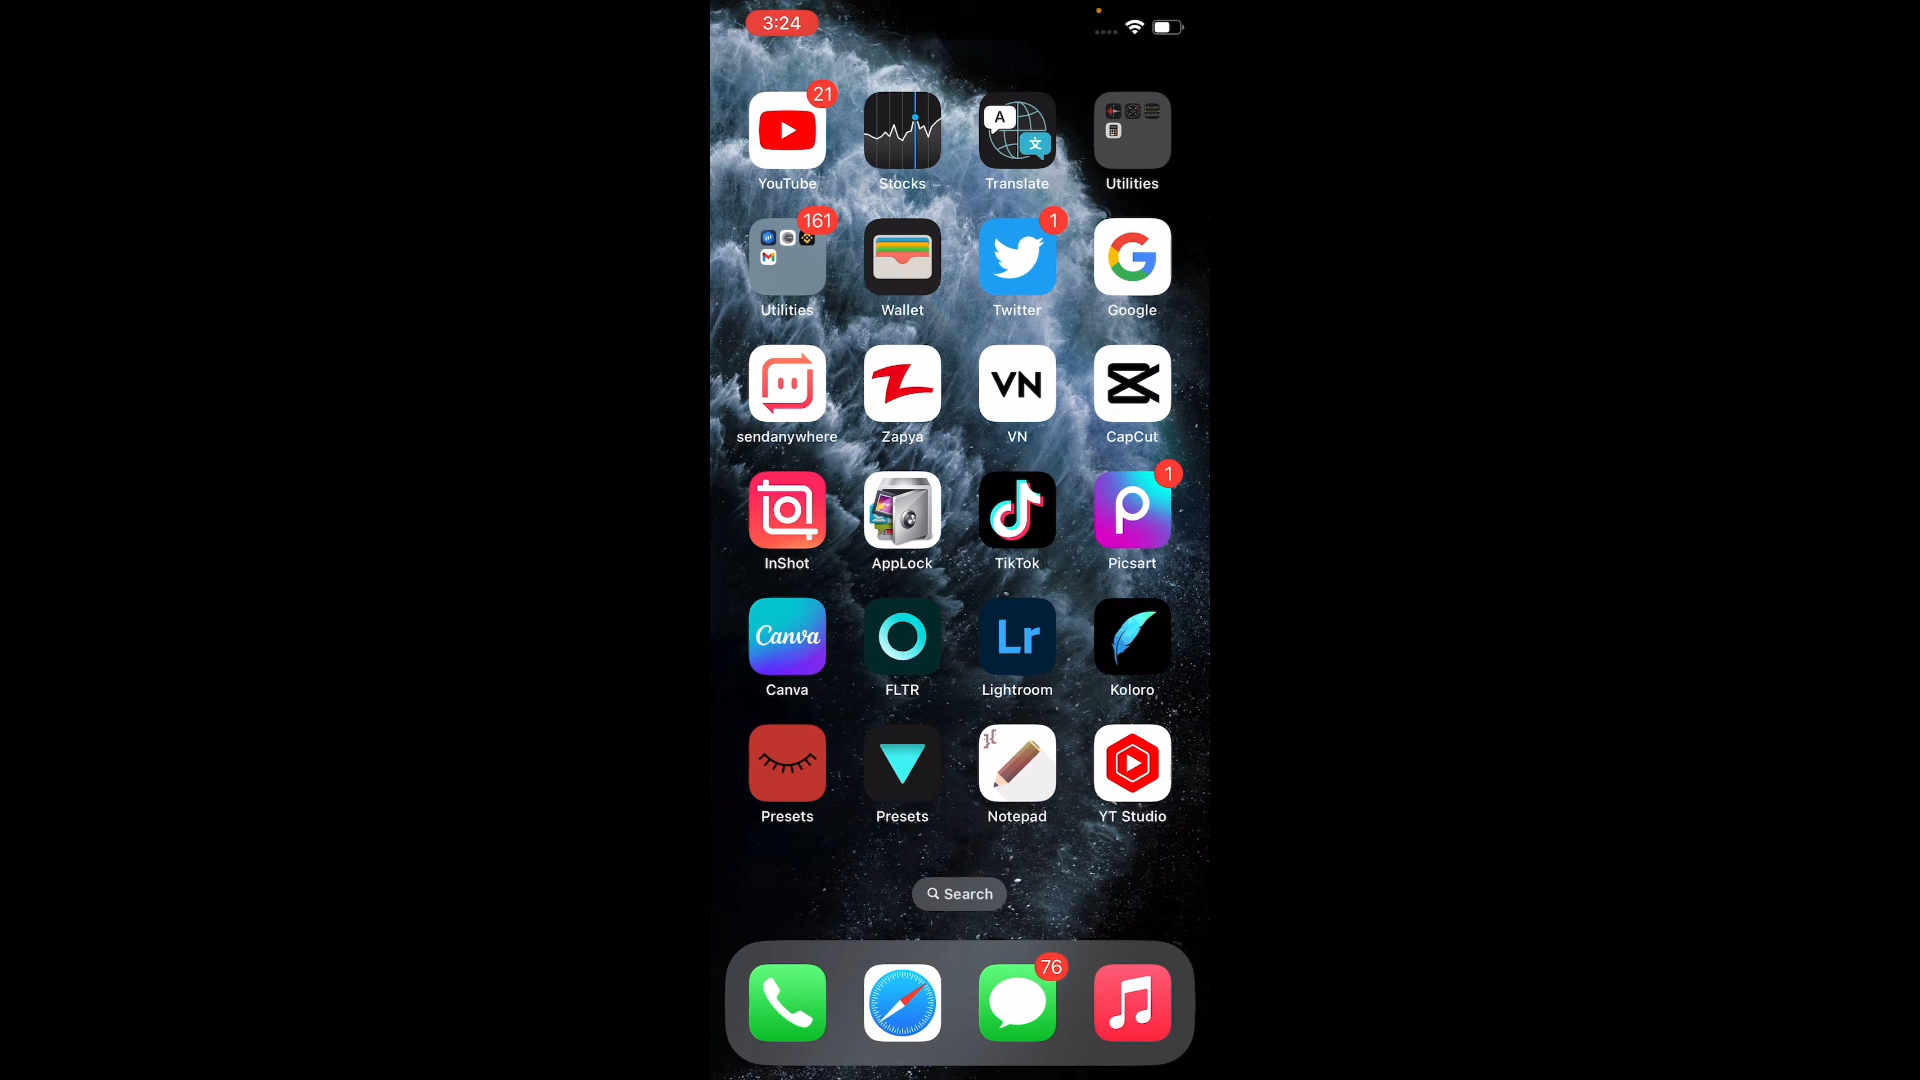 3:24
21
A
文
YouTube
Stocks
Translate
Utilities
161
1
Utilities
Wallet
Twitter
Google
VN
sendanywhere
Zapya
VN
CapCut
1
InShot
AppLock
TikTok
Picsart
Canva
Lr
Canva
FLTR
Lightroom
Koloro
Presets
Presets
Notepad
YT Studio
Search
76